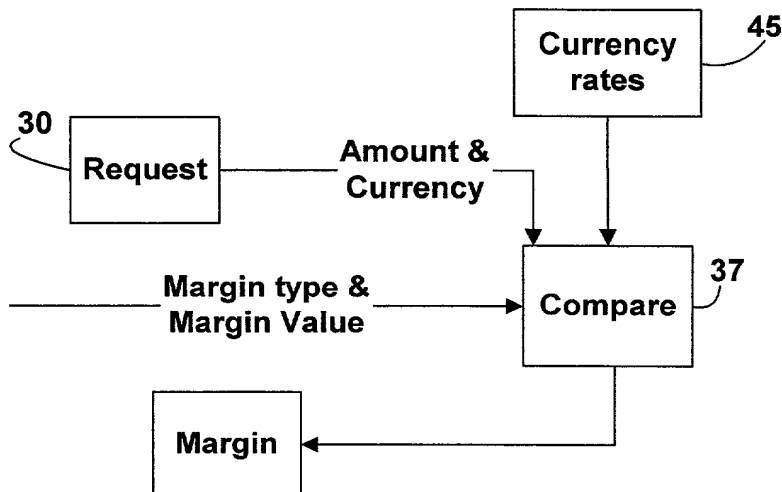 45
Currency
rates
30
Request
Amount &
Currency
37
Margin type &
Margin Value
Compare
Margin